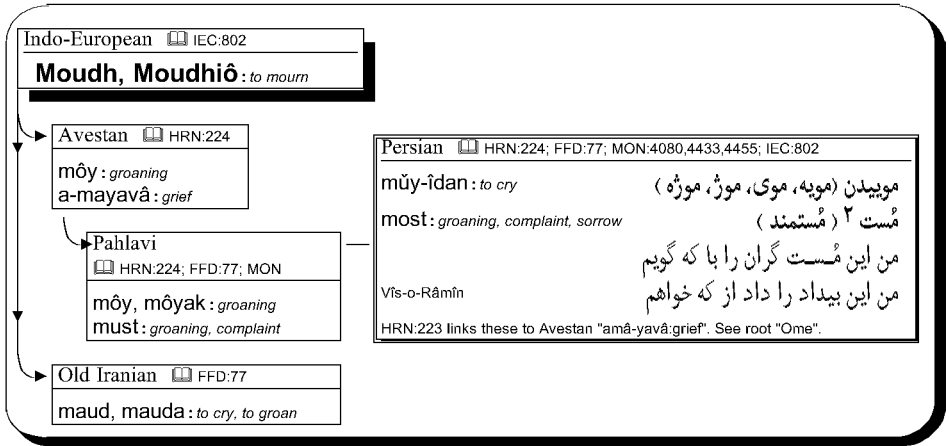 Indo-European 📖 IEC:802
Moudh, Moudhiô : to mourn
Avestan 📖 HRN:224
môy : groaning
a-mayavâ : grief
Pahlavi
📖 HRN:224; FFD:77; MON
môy, môyak : groaning
must : groaning, complaint
Old Iranian 📖 FFD:77
maud, mauda : to cry, to groan
Persian 📖 HRN:224; FFD:77; MON:4080,4433,4455; IEC:802
mŭy-îdan : to cry موییدن (مویه، موی، موژ، موژه )
most : groaning, complaint, sorrow مُست ۲ ( مُستمند )
من این مُـسـت گران را با که گویم
Vîs-o-Râmîn من این بیداد را داد از که خواهم
HRN:223 links these to Avestan "amâ-yavâ:grief". See root "Ome".